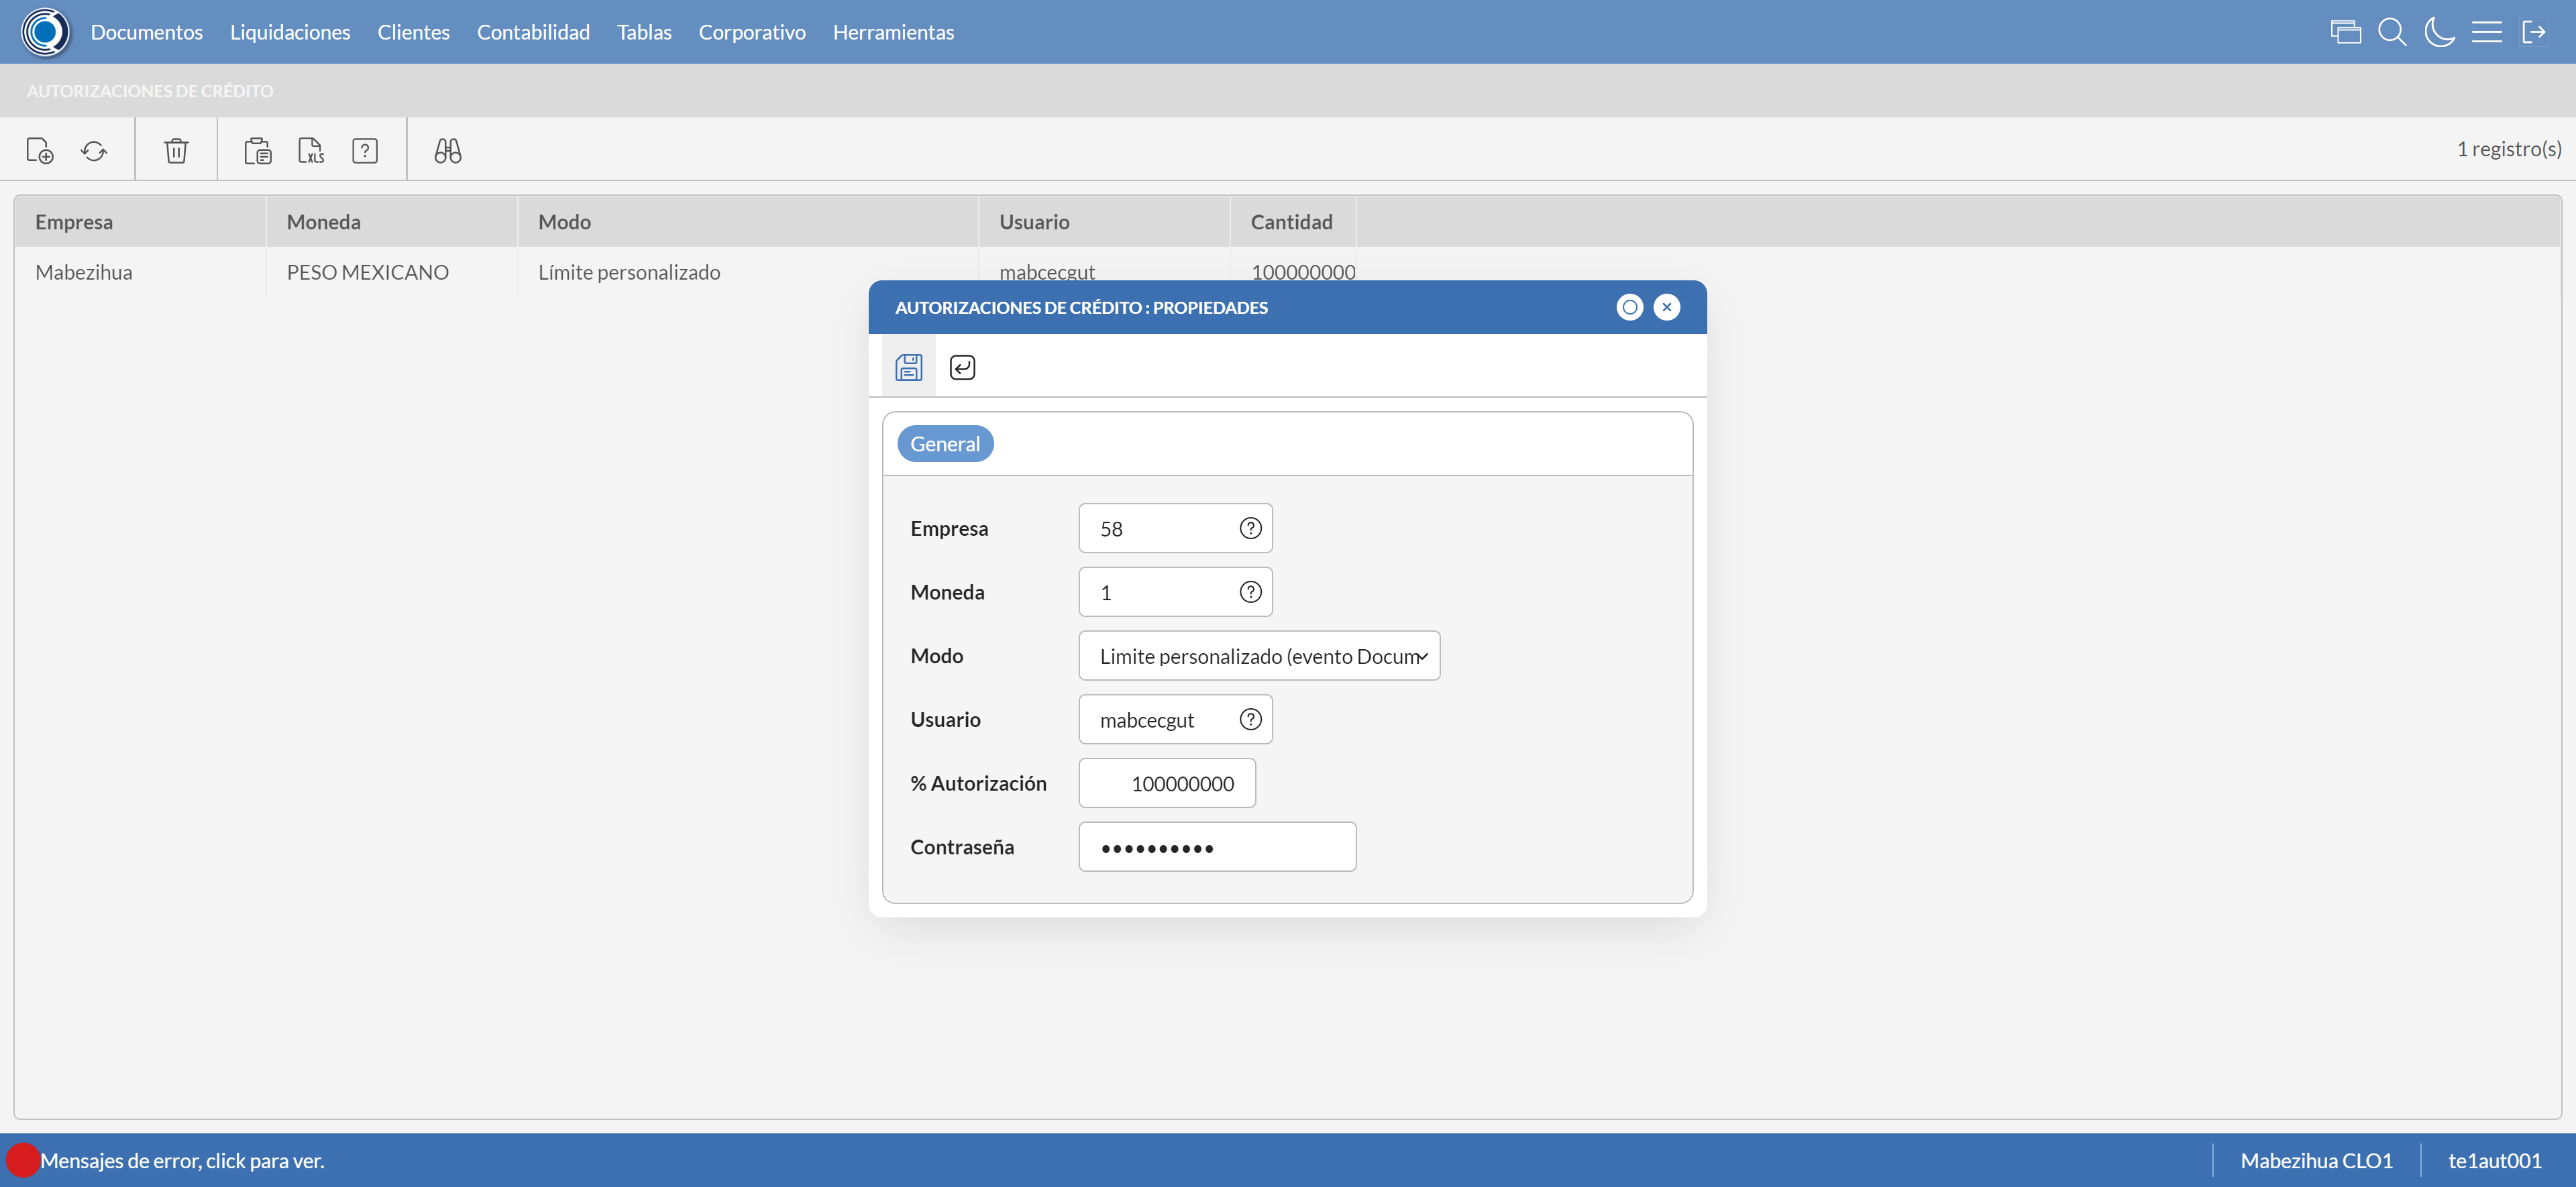 Documentos Liquidaciones Clientes Contabilidad Tablas Corporativo Herramientas
AUTORIZACIONES DE CRÉDITO
XLS ? 1 registro(s)
Empresa Moneda Modo Usuario Cantidad
Mabezihua PESO MEXICANO Límite personalizado mabcecgut 100000000
AUTORIZACIONES DE CRÉDITO : PROPIEDADES
General
Empresa 58 ?
Moneda 1 ?
Modo Limite personalizado (evento Docum
Usuario mabcecgut ?
% Autorización 100000000
Contraseña ••••••••••
Mensajes de error, click para ver. Mabezihua CLO1 te1aut001